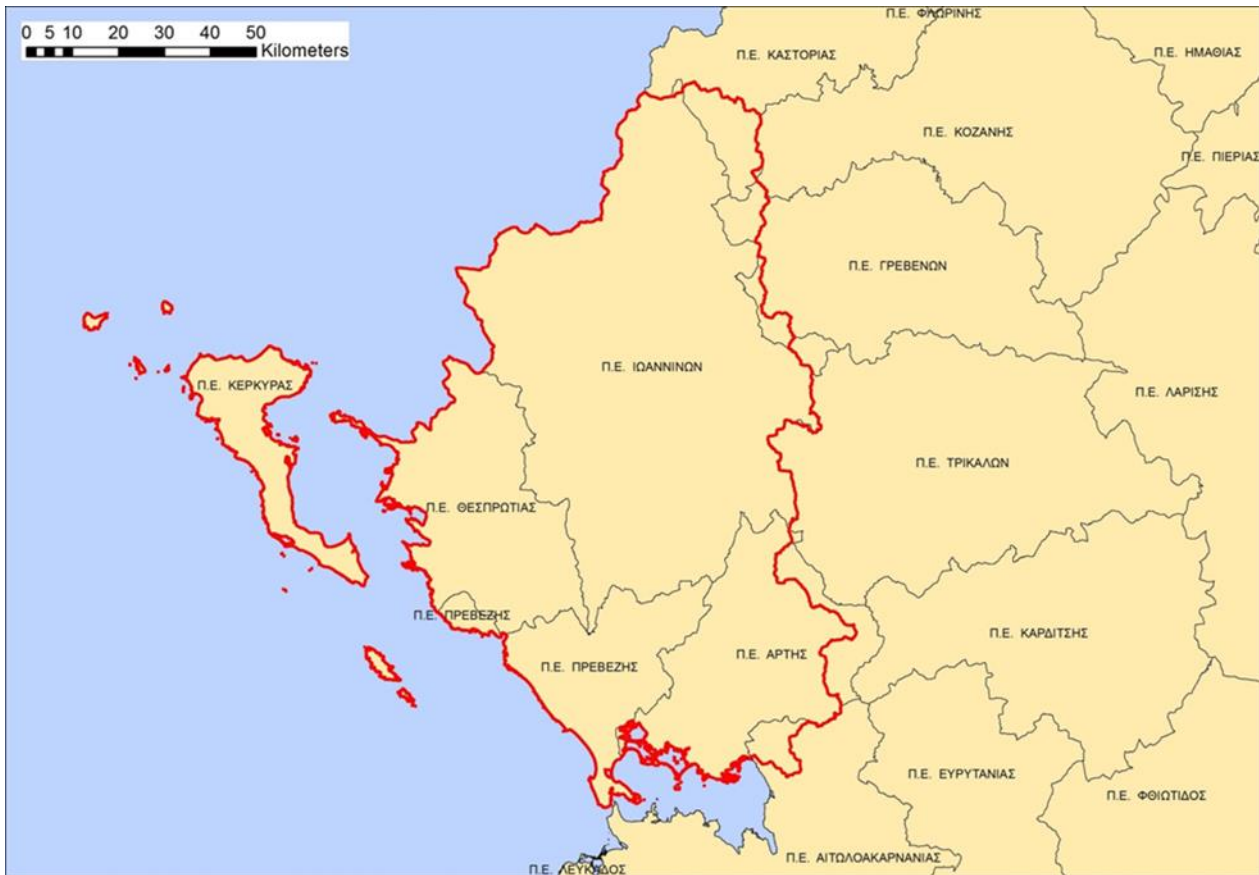 0 5 10 20 30 40 50
Kilometers
Π.Ε. ΦΛΩΡΙΝΗΣ
Π.Ε. ΚΑΣΤΟΡΙΑΣ
Π.Ε. ΗΜΑΘΙΑΣ
Π.Ε. ΚΟΖΑΝΗΣ
Π.Ε. ΠΙΕΡΙΑΣ
Π.Ε. ΓΡΕΒΕΝΩΝ
Π.Ε. ΙΩΑΝΝΙΝΩΝ
Π.Ε. ΚΕΡΚΥΡΑΣ
Π.Ε. ΛΑΡΙΣΗΣ
Π.Ε. ΤΡΙΚΑΛΩΝ
Π.Ε. ΘΕΣΠΡΩΤΙΑΣ
Π.Ε. ΠΡΕΒΕΖΗΣ
Π.Ε. ΚΑΡΔΙΤΣΗΣ
Π.Ε. ΠΡΕΒΕΖΗΣ
Π.Ε. ΑΡΤΗΣ
Π.Ε. ΕΥΡΥΤΑΝΙΑΣ
Π.Ε. ΦΘΙΩΤΙΔΟΣ
Π.Ε. ΑΙΤΩΛΟΑΚΑΡΝΑΝΙΑΣ
Π.Ε. ΛΕΥΚΑΔΟΣ